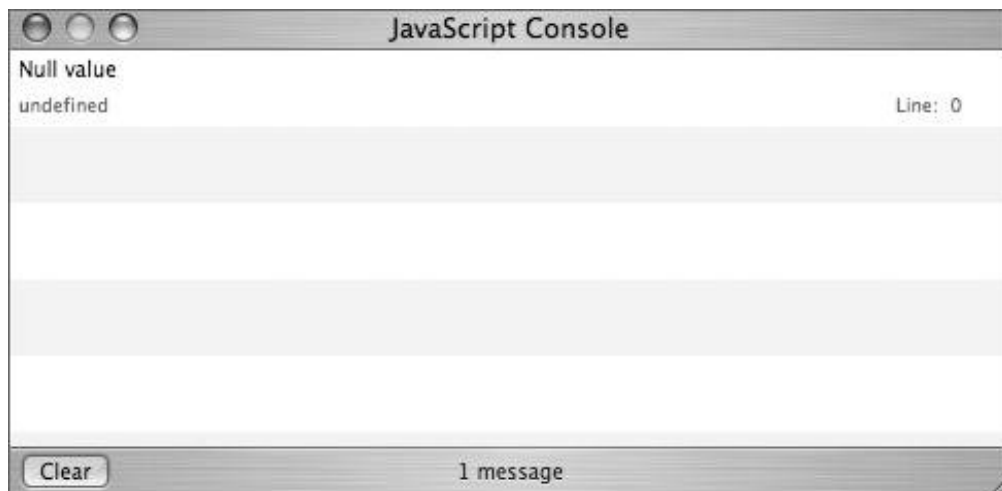 JavaScript Console
Null value
undefined Line: 0
Clear 1 message